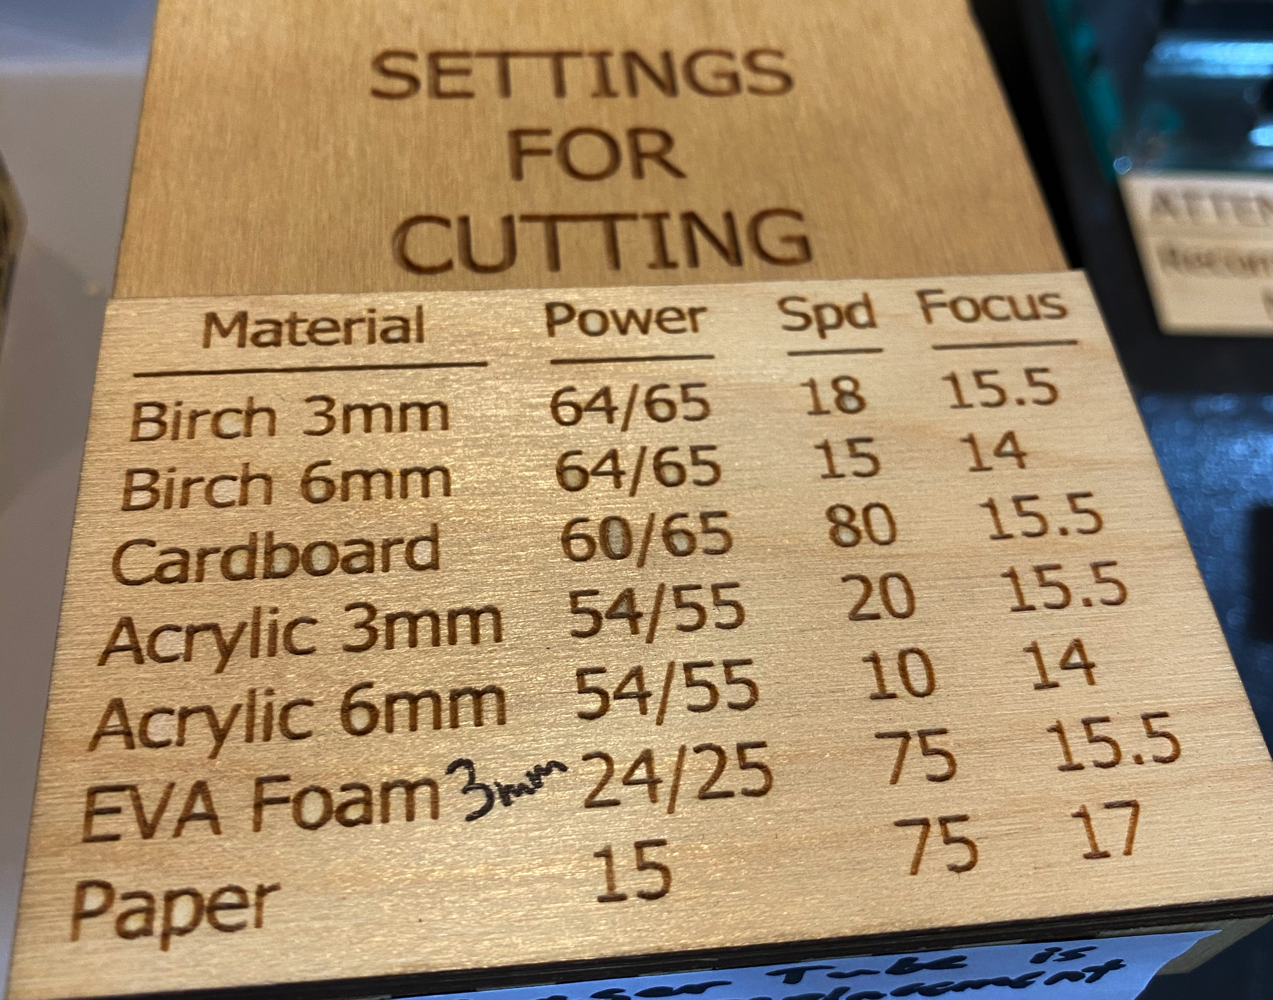 SETTINGS
FOR
CUTTING
Material Power Spd Focus
Birch 3mm 64/65 18 15.5
Birch 6mm 64/65 15 14
Cardboard 60/65 80 15.5
Acrylic 3mm 54/55 20 15.5
Acrylic 6mm 54/55 10 14
EVA Foam 3mm 24/25 75 15.5
Paper 15 75 17
Tube is